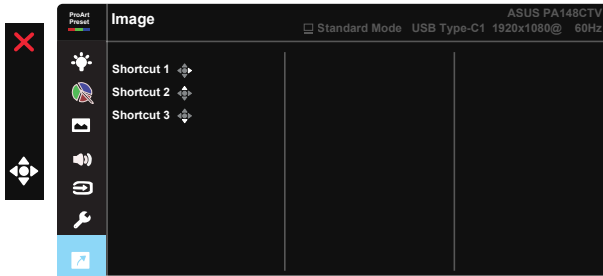 ProArt
Preset
Image
ASUS PA148CTV
Standard Mode USB Type-C1 1920x1080@ 60Hz
Shortcut 1
Shortcut 2
Shortcut 3